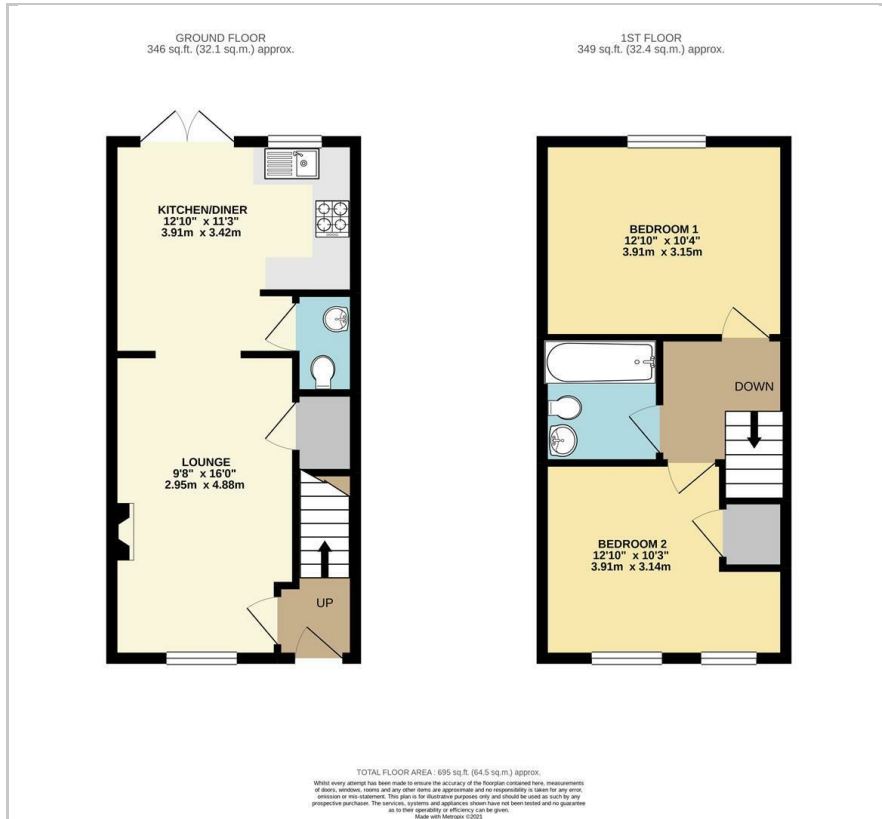 GROUND FLOOR
346 sq.ft. (32.1 sq.m.) approx.
1ST FLOOR
349 sq.ft. (32.4 sq.m.) approx.
KITCHEN/DINER
12'10" x 11'3"
3.91m x 3.42m
BEDROOM 1
12'10" x 10'4"
3.91m x 3.15m
DOWN
LOUNGE
9'8" x 16'0"
2.95m x 4.88m
BEDROOM 2
12'10" x 10'3"
3.91m x 3.14m
UP
TOTAL FLOOR AREA : 695 sq.ft. (64.5 sq.m.) approx.
Whilst every attempt has been made to ensure the accuracy of the floorplan contained here, measurements
of doors, windows, rooms and any other items are approximate and no responsibility is taken for any error,
omission or mis-statement. This plan is for illustrative purposes only and should be used as such by any
prospective purchaser. The services, systems and appliances shown have not been tested and no guarantee
as to their operability or efficiency can be given.
Made with Metropix ©2021